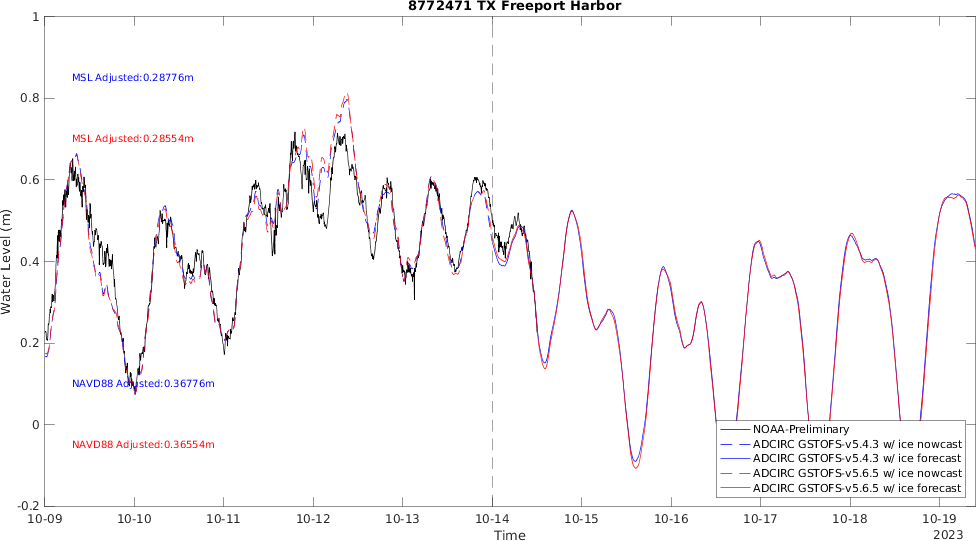 8772471 TX Freeport Harbor
1
0.8
0.6
0.4
0.2
0
-0.2
Water Level (m)
MSL Adjusted:0.28776m
MSL Adjusted:0.28554m
NAVD88 Adjusted:0.36776m
NAVD88 Adjusted:0.36554m
NOAA-Preliminary
ADCIRC GSTOFS-v5.4.3 w/ ice nowcast
ADCIRC GSTOFS-v5.4.3 w/ ice forecast
ADCIRC GSTOFS-v5.6.5 w/ ice nowcast
ADCIRC GSTOFS-v5.6.5 w/ ice forecast
10-09 10-10 10-11 10-12 10-13 10-14 10-15 10-16 10-17 10-18 10-19
Time
2023